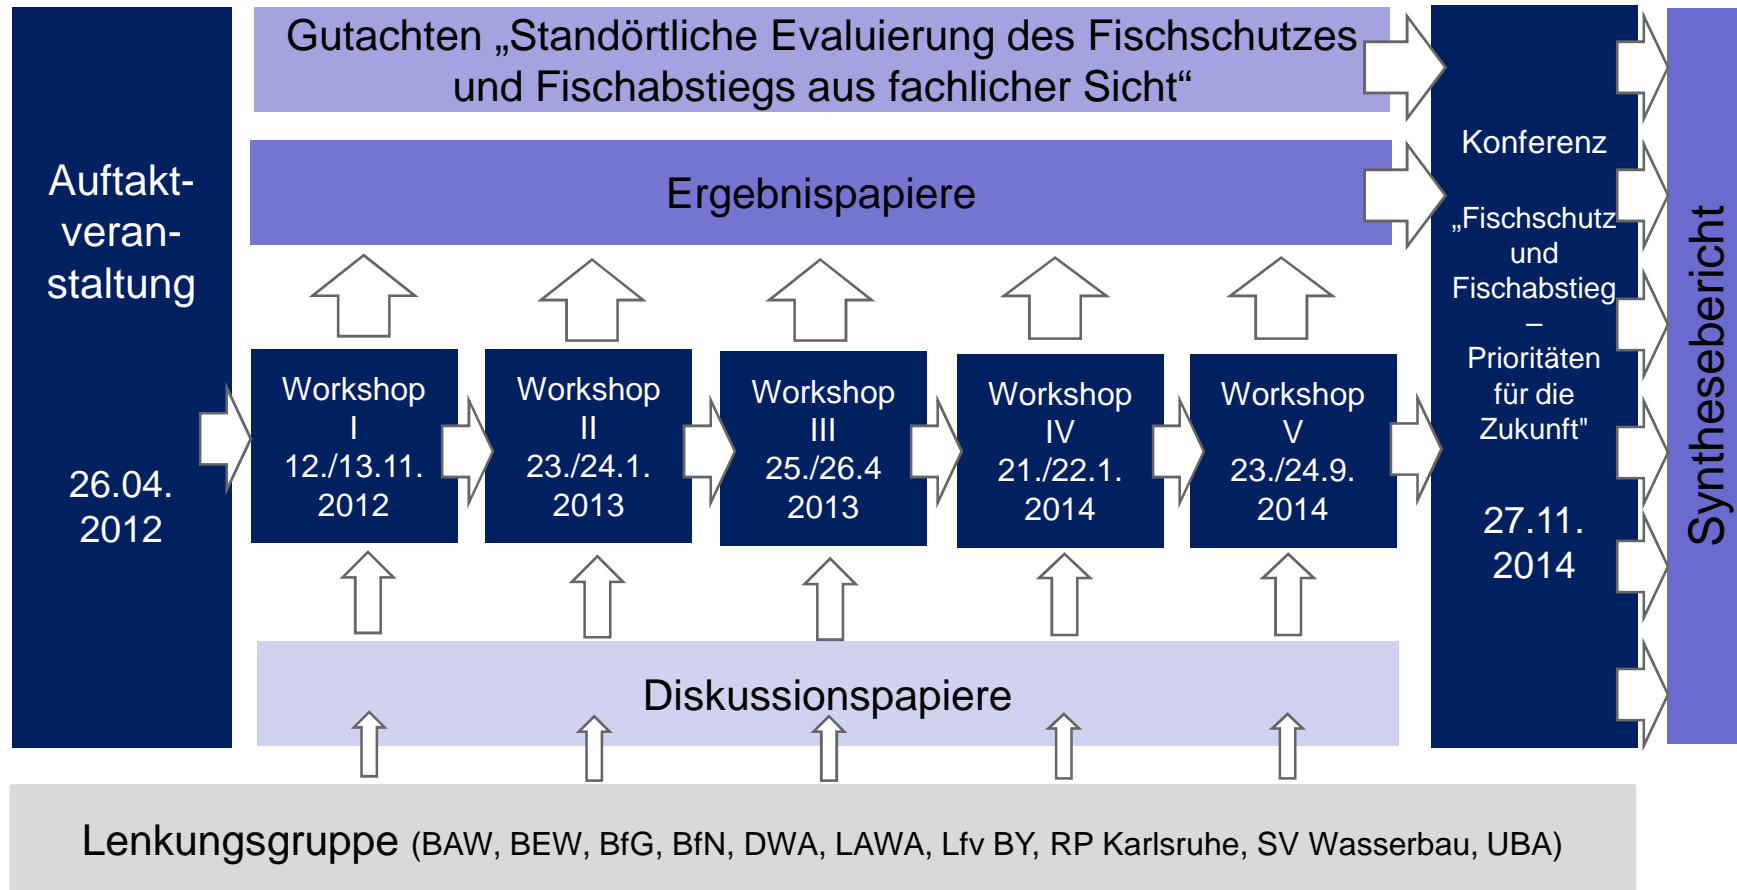 Gutachten „Standörtliche Evaluierung des Fischschutzes
und Fischabstiegs aus fachlicher Sicht“
Auftakt-
veran-
staltung
26.04.
2012
Ergebnispapiere
Workshop
I
12./13.11.
2012
Workshop
II
23./24.1.
2013
Workshop
III
25./26.4
2013
Workshop
IV
21./22.1.
2014
Workshop
V
23./24.9.
2014
Konferenz
„Fischschutz
und
Fischabstieg
–
Prioritäten
für die
Zukunft"
27.11.
2014
Synthesebericht
Diskussionspapiere
Lenkungsgruppe (BAW, BEW, BfG, BfN, DWA, LAWA, Lfv BY, RP Karlsruhe, SV Wasserbau, UBA)